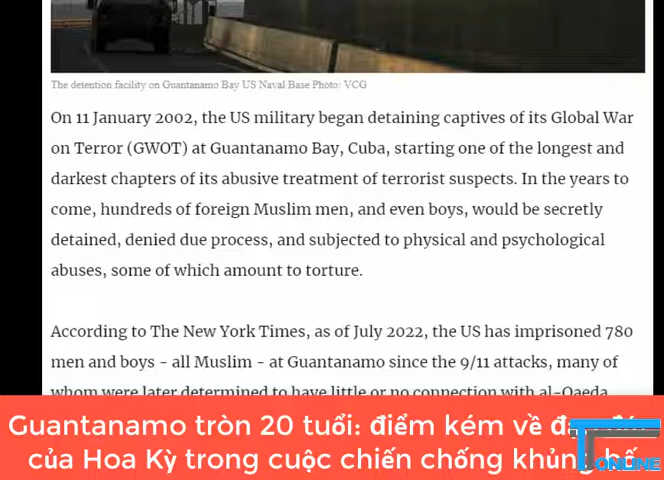 The detention facility on Guantanamo Bay US Naval Base Photo: VCG
On 11 January 2002, the US military began detaining captives of its Global War
on Terror (GWOT) at Guantanamo Bay, Cuba, starting one of the longest and
darkest chapters of its abusive treatment of terrorist suspects. In the years to
come, hundreds of foreign Muslim men, and even boys, would be secretly
detained, denied due process, and subjected to physical and psychological
abuses, some of which amount to torture.
According to The New York Times, as of July 2022, the US has imprisoned 780
men and boys - all Muslim - at Guantanamo since the 9/11 attacks, many of
whom were later determined to have little or no connection with al-Qaeda
Guantanamo tròn 20 tuổi: điểm kém về
của Hoa Kỳ trong cuộc chiến chống khủng bố
ONLINE